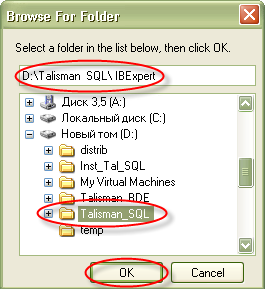 Browse For Folder
Select a folder in the list below, then click OK.
D:\Talisman_SQL\IBExpert
Диск 3,5 (A:)
Локальный диск (C:)
Новый том (D:)
distrib
Inst_Tal_SQL
My Virtual Machines
Talisman_BDE
Talisman_SQL
temp
OK
Cancel